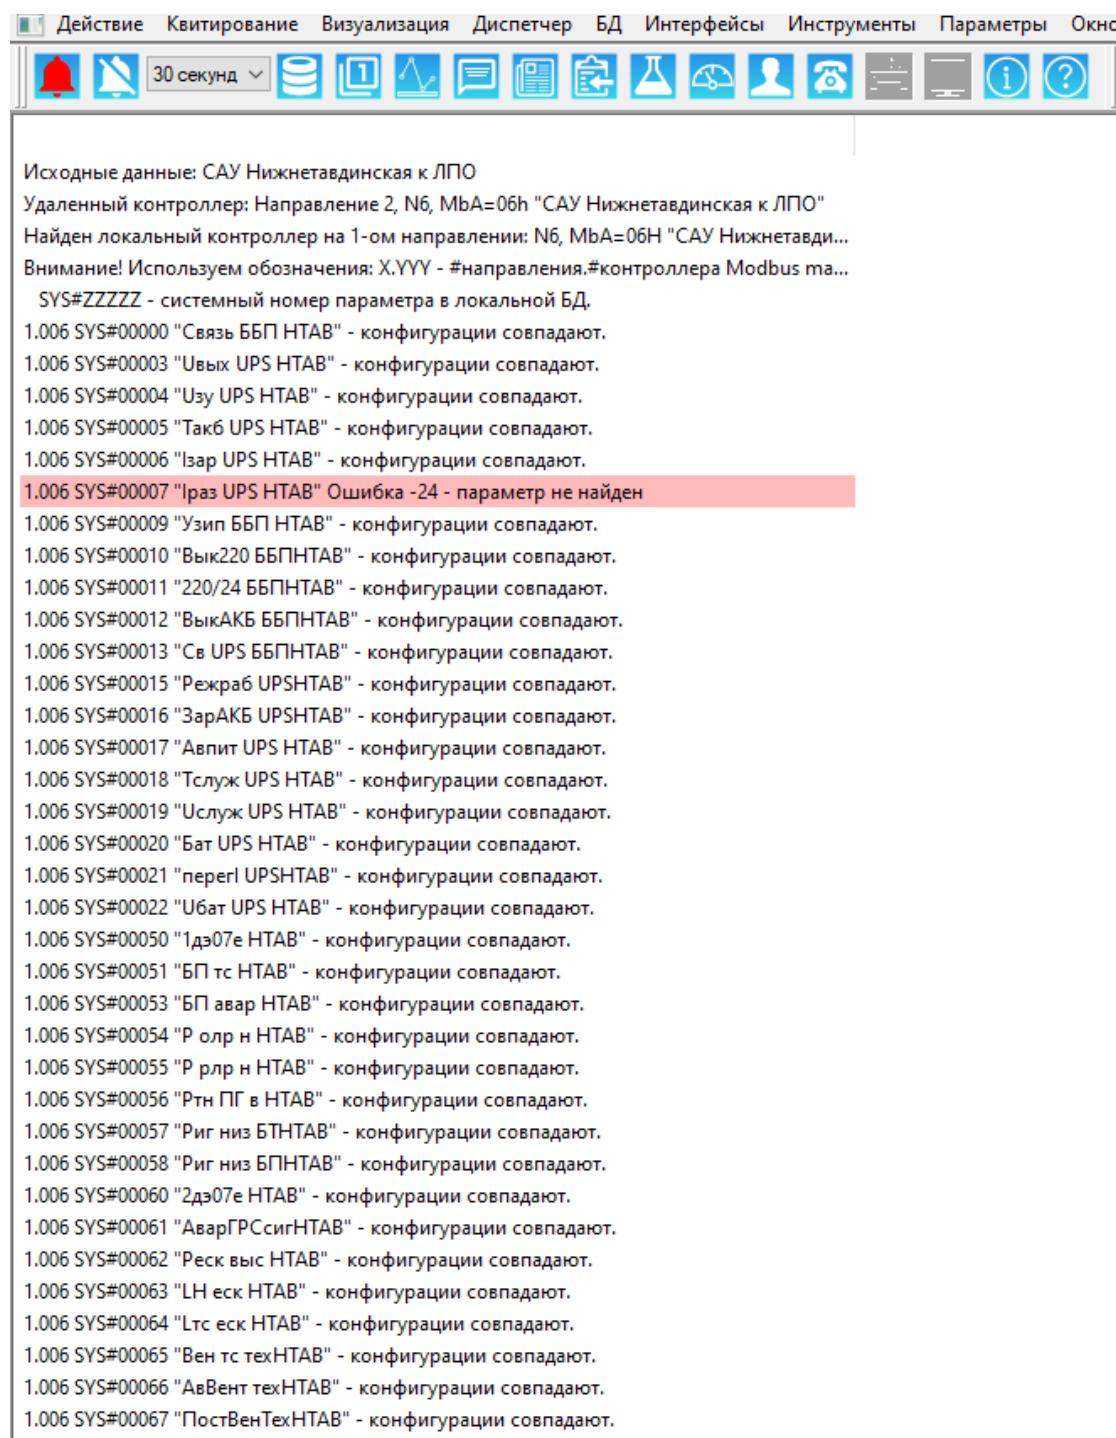 Действие Квитирование Визуализация Диспетчер БД Интерфейсы Инструменты Параметры Окно
30 секунд
1
Исходные данные: САУ Нижнетавдинская к ЛПО
Удаленный контроллер: Направление 2, N6, MbA=06h "САУ Нижнетавдинская к ЛПО"
Найден локальный контроллер на 1-ом направлении: N6, MbA=06H "САУ Нижнетавди...
Внимание! Используем обозначения: X.YYY - #направления.#контроллера Modbus ma...
SYS#ZZZZZ - системный номер параметра в локальной БД.
1.006 SYS#00000 "Связь ББП НТАВ" - конфигурации совпадают.
1.006 SYS#00003 "Uвых UPS НТАВ" - конфигурации совпадают.
1.006 SYS#00004 "Uзу UPS НТАВ" - конфигурации совпадают.
1.006 SYS#00005 "Такб UPS НТАВ" - конфигурации совпадают.
1.006 SYS#00006 "Iзар UPS НТАВ" - конфигурации совпадают.
1.006 SYS#00007 "Iраз UPS НТАВ" Ошибка -24 - параметр не найден
1.006 SYS#00009 "Узип ББП НТАВ" - конфигурации совпадают.
1.006 SYS#00010 "Вык220 ББПНТАВ" - конфигурации совпадают.
1.006 SYS#00011 "220/24 ББПНТАВ" - конфигурации совпадают.
1.006 SYS#00012 "ВыкАКБ ББПНТАВ" - конфигурации совпадают.
1.006 SYS#00013 "Св UPS ББПНТАВ" - конфигурации совпадают.
1.006 SYS#00015 "Режраб UPSНТАВ" - конфигурации совпадают.
1.006 SYS#00016 "ЗарАКБ UPSНТАВ" - конфигурации совпадают.
1.006 SYS#00017 "Авпит UPS НТАВ" - конфигурации совпадают.
1.006 SYS#00018 "Тслуж UPS НТАВ" - конфигурации совпадают.
1.006 SYS#00019 "Uслуж UPS НТАВ" - конфигурации совпадают.
1.006 SYS#00020 "Бат UPS НТАВ" - конфигурации совпадают.
1.006 SYS#00021 "перегI UPSНТАВ" - конфигурации совпадают.
1.006 SYS#00022 "Uбат UPS НТАВ" - конфигурации совпадают.
1.006 SYS#00050 "1дэ07е НТАВ" - конфигурации совпадают.
1.006 SYS#00051 "БП тс НТАВ" - конфигурации совпадают.
1.006 SYS#00053 "БП авар НТАВ" - конфигурации совпадают.
1.006 SYS#00054 "Р олр н НТАВ" - конфигурации совпадают.
1.006 SYS#00055 "Р рлр н НТАВ" - конфигурации совпадают.
1.006 SYS#00056 "Ртн ПГ в НТАВ" - конфигурации совпадают.
1.006 SYS#00057 "Риг низ БТНТАВ" - конфигурации совпадают.
1.006 SYS#00058 "Риг низ БПНТАВ" - конфигурации совпадают.
1.006 SYS#00060 "2дэ07е НТАВ" - конфигурации совпадают.
1.006 SYS#00061 "АварГРСсигНТАВ" - конфигурации совпадают.
1.006 SYS#00062 "Реск выс НТАВ" - конфигурации совпадают.
1.006 SYS#00063 "LH еск НТАВ" - конфигурации совпадают.
1.006 SYS#00064 "Lтс еск НТАВ" - конфигурации совпадают.
1.006 SYS#00065 "Вен тс техНТАВ" - конфигурации совпадают.
1.006 SYS#00066 "АвВент техНТАВ" - конфигурации совпадают.
1.006 SYS#00067 "ПостВенТехНТАВ" - конфигурации совпадают.